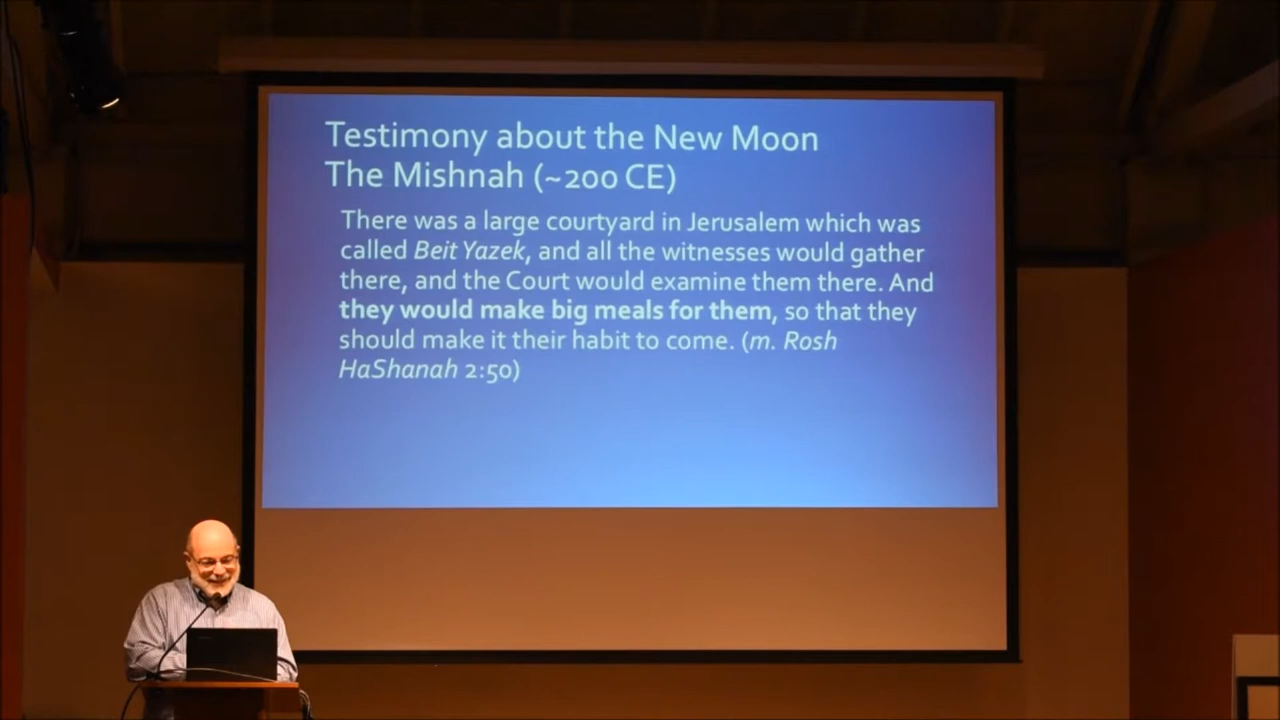 Testimony about the New Moon
The Mishnah (~200 CE)
There was a large courtyard in Jerusalem which was
called Beit Yazek, and all the witnesses would gather
there, and the Court would examine them there. And
they would make big meals for them, so that they
should make it their habit to come. (m. Rosh
HaShanah 2:50)